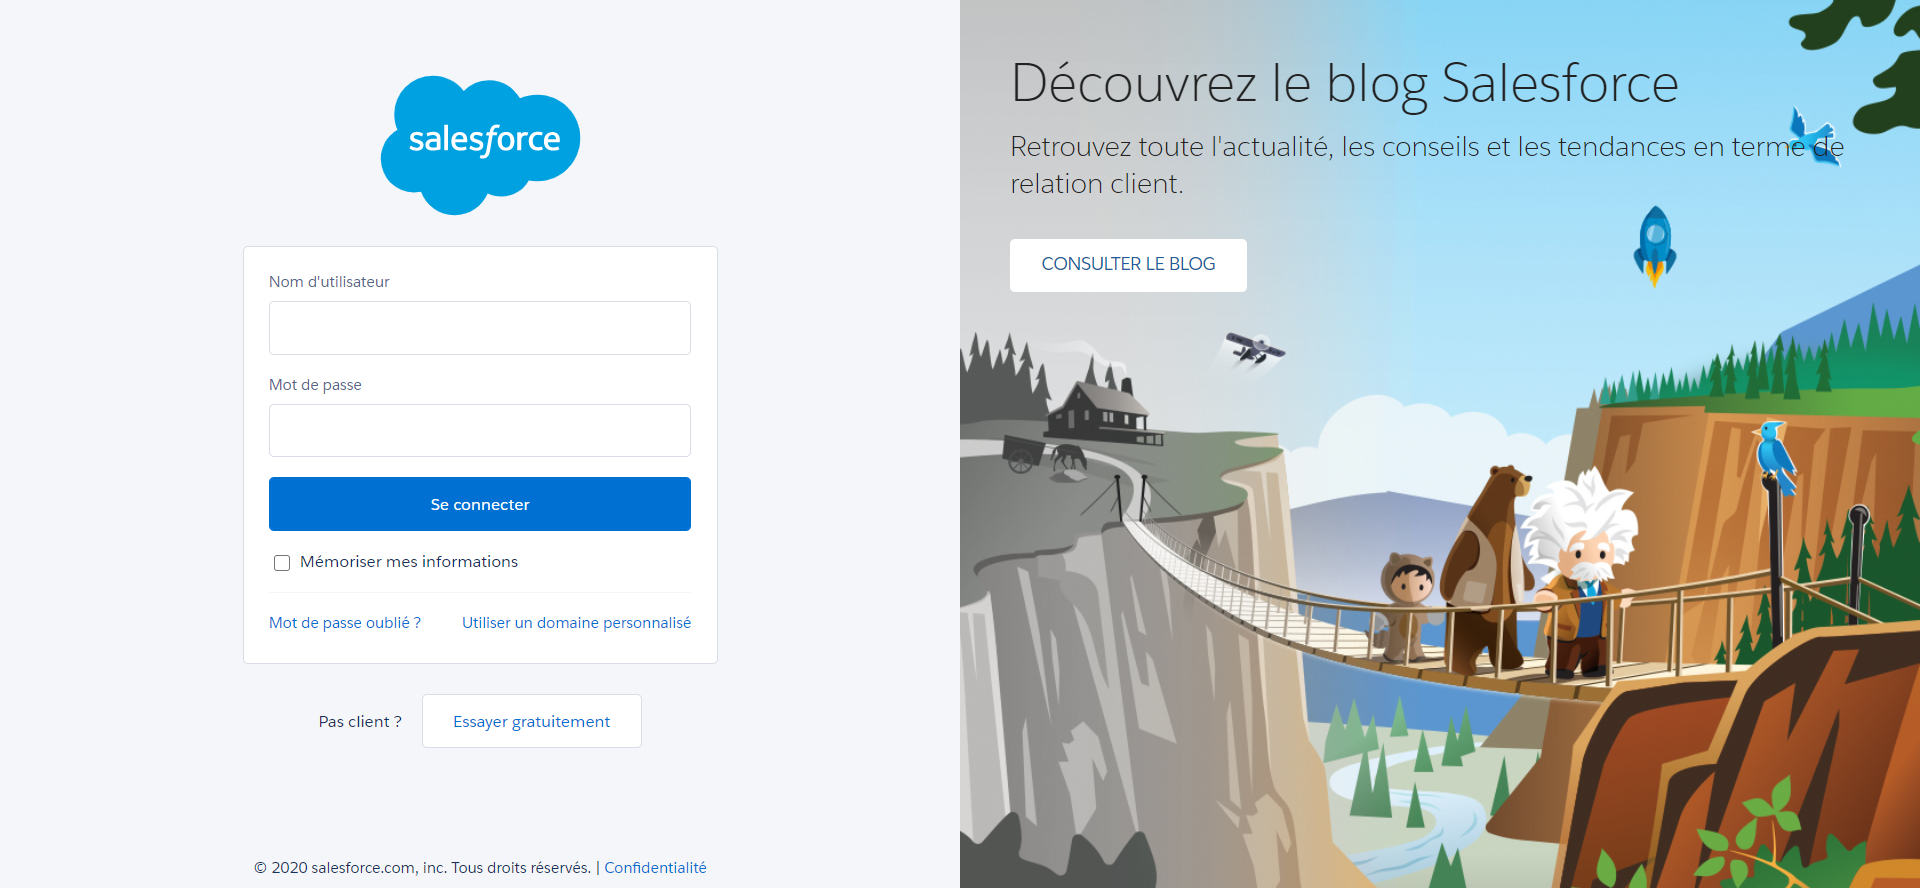 salesforce
Nom d'utilisateur
Mot de passe
Se connecter
Mémoriser mes informations
Mot de passe oublié ?
Utiliser un domaine personnalisé
Pas client ?
Essayer gratuitement
© 2020 salesforce.com, inc. Tous droits réservés. | Confidentialité
Découvrez le blog Salesforce
Retrouvez toute l'actualité, les conseils et les tendances en terme de
relation client.
CONSULTER LE BLOG